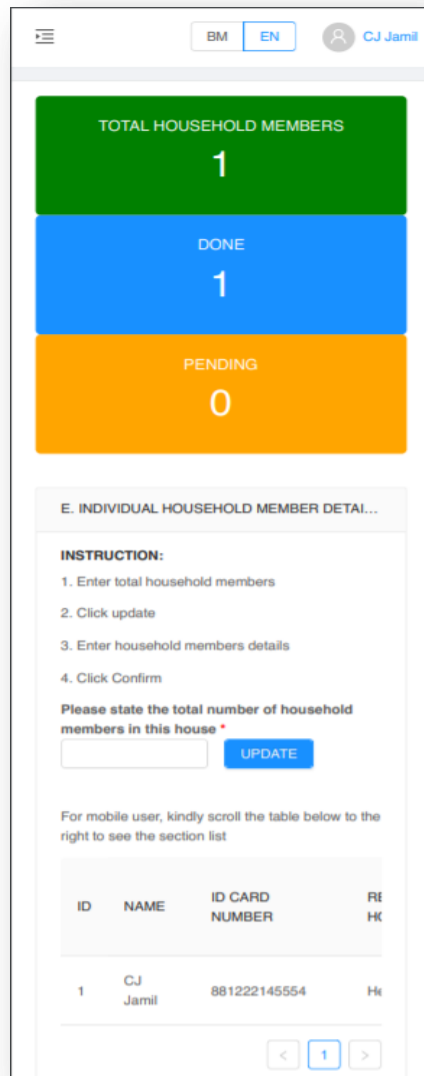 BM EN CJ Jamil
TOTAL HOUSEHOLD MEMBERS
1
DONE
1
PENDING
0
E. INDIVIDUAL HOUSEHOLD MEMBER DETAI...
INSTRUCTION:
1. Enter total household members
2. Click update
3. Enter household members details
4. Click Confirm
Please state the total number of household
members in this house *
UPDATE
For mobile user, kindly scroll the table below to the
right to see the section list
ID NAME ID CARD
NUMBER
1 CJ
Jamil 881222145554
< 1 >